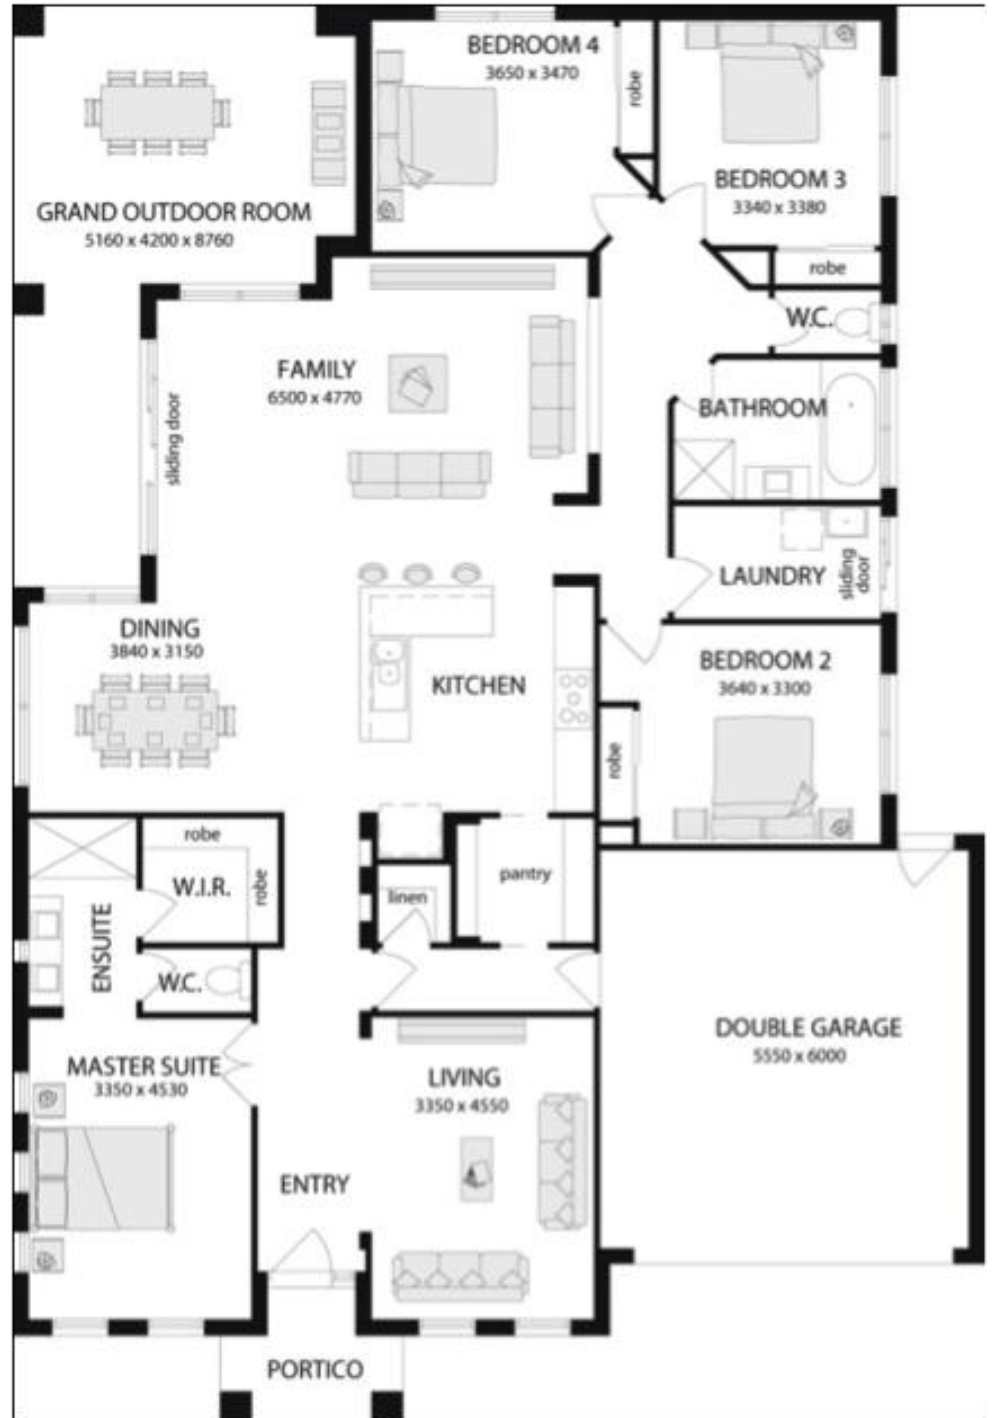 BEDROOM 4
3650 x 3470
robe
BEDROOM 3
3340 x 3380
robe
GRAND OUTDOOR ROOM
5160 x 4200 x 8760
W.C.
FAMILY
6500 x 4770
sliding door
BATHROOM
LAUNDRY
sliding
door
DINING
3840 x 3150
KITCHEN
BEDROOM 2
3640 x 3300
robe
robe
W.I.R.
robe
pantry
linen
ENSUITE
W.C.
MASTER SUITE
3350 x 4530
LIVING
3350 x 4550
DOUBLE GARAGE
5550 x 6000
ENTRY
PORTICO